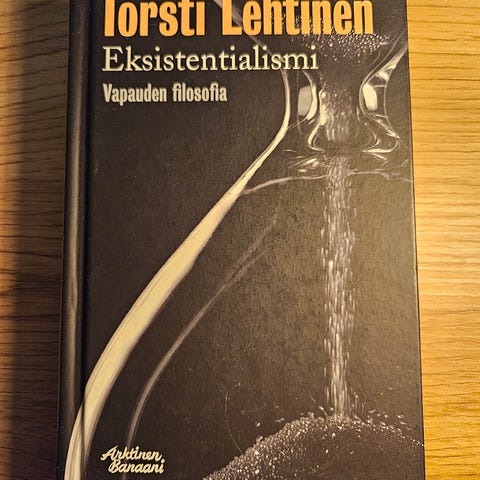 Torsti Lehtinen
Eksistentialismi
Vapauden filosofia
Arktinen
Banaani